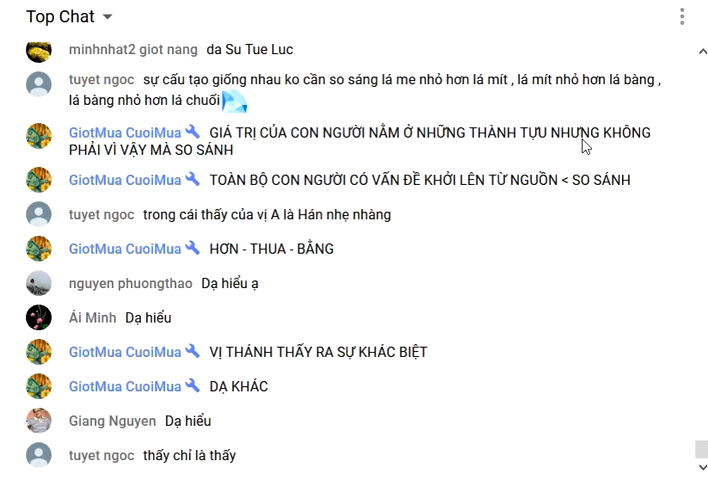 Top Chat
minhnhat2 giot nang da Su Tue Luc
tuyet ngoc sự cấu tạo giống nhau ko cần so sáng lá me nhỏ hơn lá mít , lá mít nhỏ hơn lá bàng ,
lá bàng nhỏ hơn lá chuối
GiotMua CuoiMua GIÁ TRỊ CỦA CON NGƯỜI NẰM Ở NHỮNG THÀNH TỰU NHƯNG KHÔNG
PHẢI VÌ VẬY MÀ SO SÁNH
GiotMua CuoiMua TOÀN BỘ CON NGƯỜI CÓ VẤN ĐỀ KHỞI LÊN TỪ NGUỒN < SO SÁNH
tuyet ngoc trong cái thấy của vị A la Hán nhẹ nhàng
GiotMua CuoiMua HƠN - THUA - BẰNG
nguyen phuongthao Dạ hiểu ạ
Ái Minh Dạ hiểu
GiotMua CuoiMua VỊ THÁNH THẤY RA SỰ KHÁC BIỆT
GiotMua CuoiMua DẠ KHÁC
Giang Nguyen Dạ hiểu
tuyet ngoc thấy chỉ là thấy